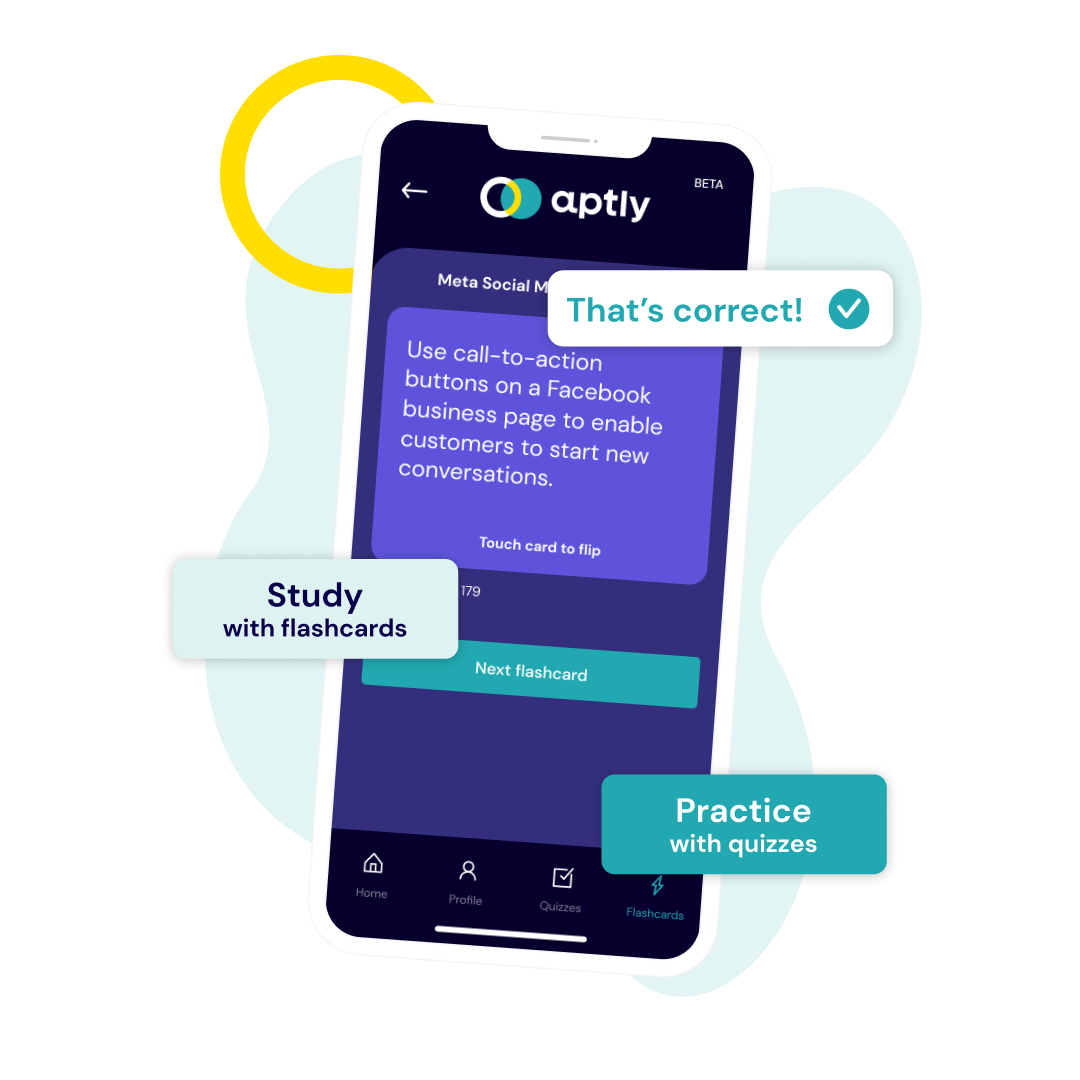 aptly
BETA
Meta Social M
That's correct!
Use call-to-action
buttons on a Facebook
business page to enable
customers to start new
conversations.
Touch card to flip
179
Study
with flashcards
Next flashcard
Practice
with quizzes
Home
Profile
Quizzes
Flashcards